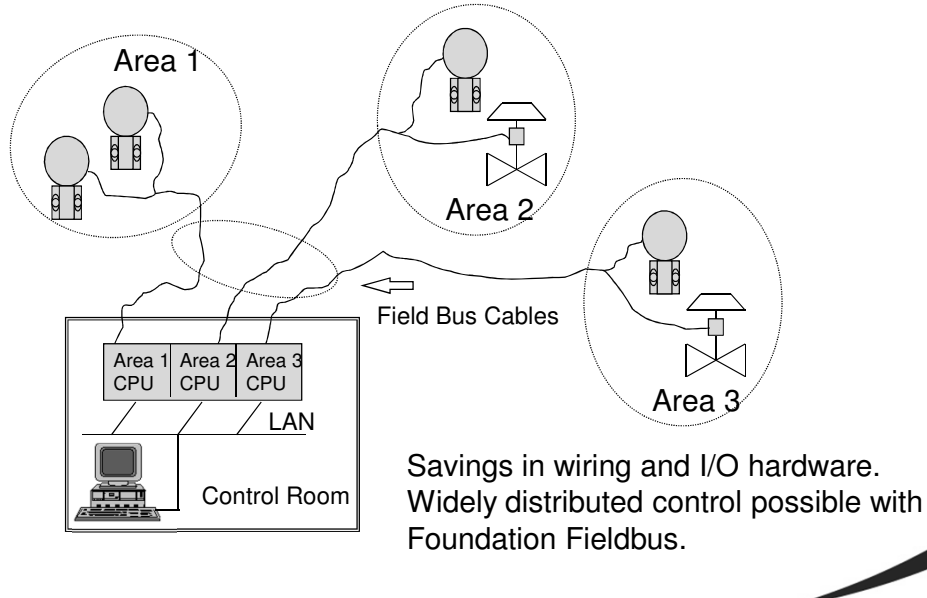 Area 1
Area 2
Field Bus Cables
Area 3
Area 1 Area 2 Area 3
CPU CPU CPU
LAN
Control Room
Savings in wiring and I/O hardware.
Widely distributed control possible with
Foundation Fieldbus.